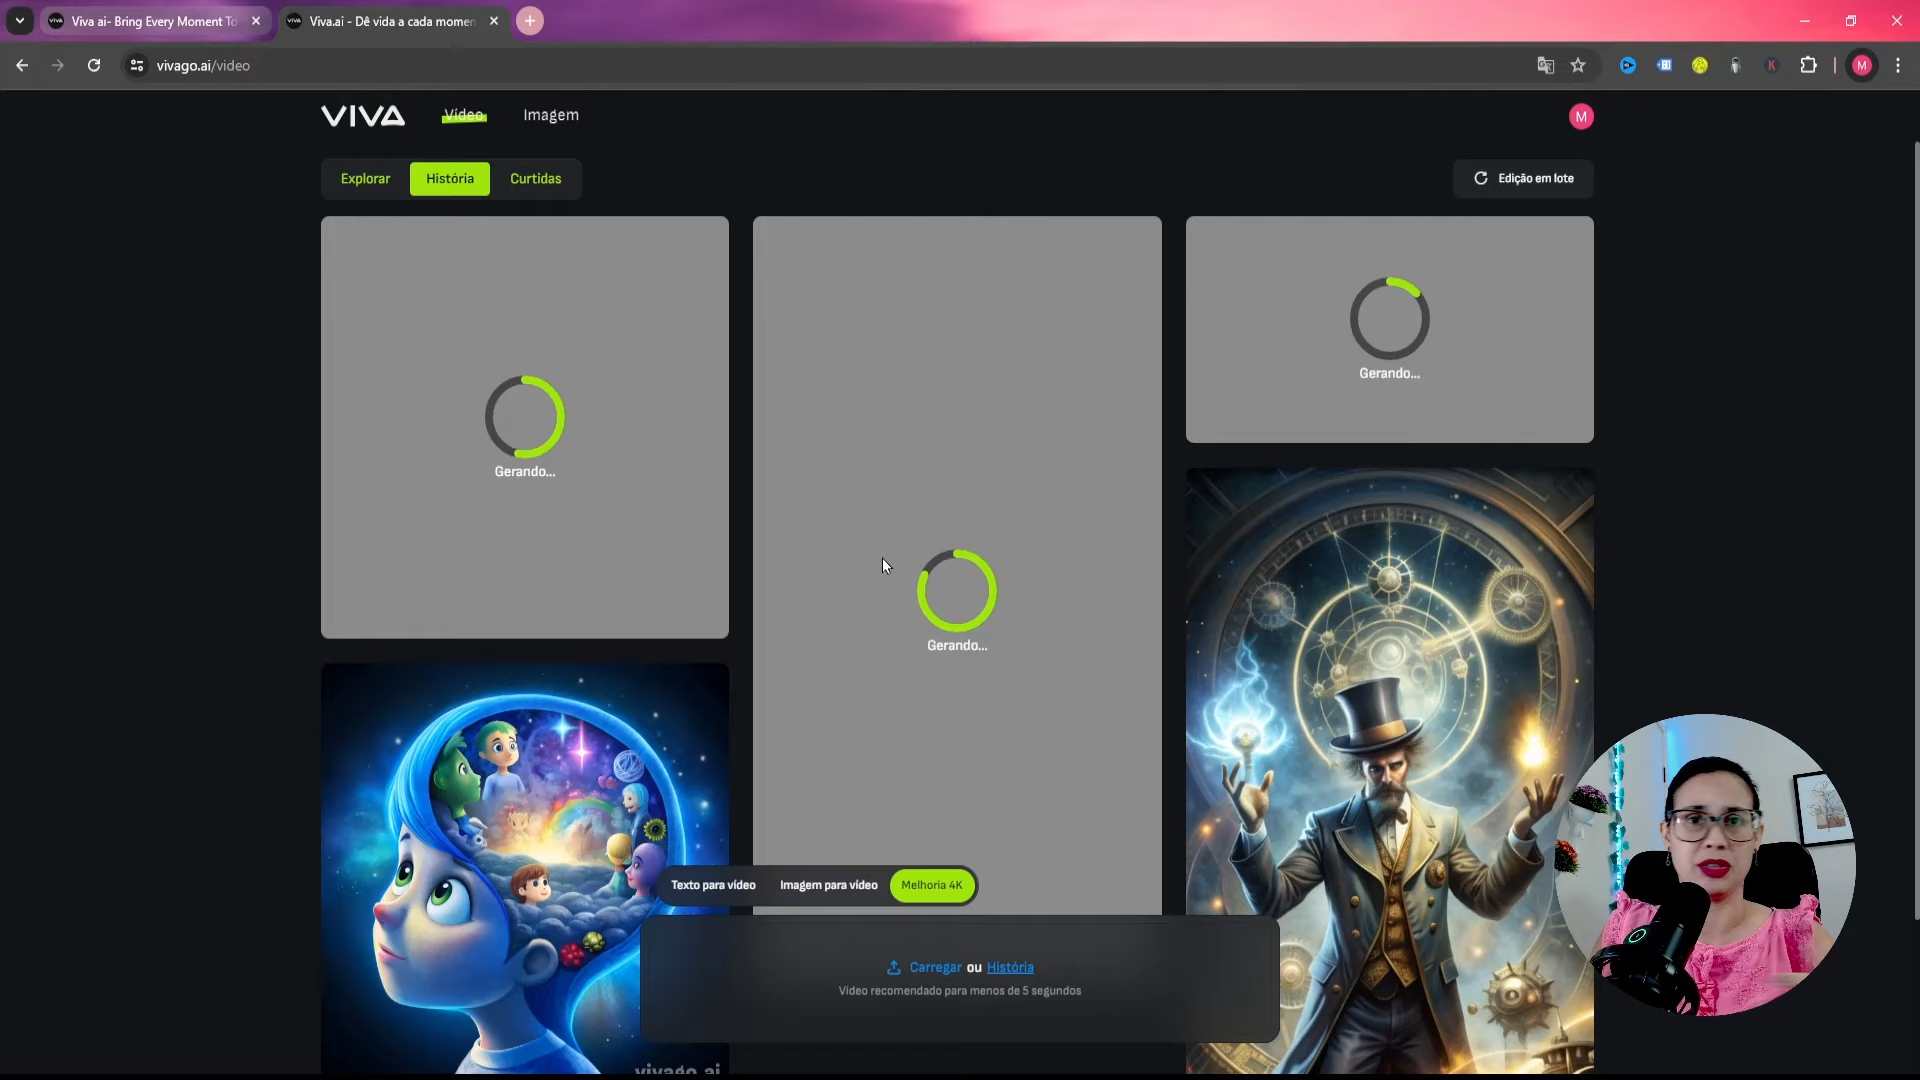 Viva ai- Bring Every Moment To
Viva.ai - Dê vida a cada momen
vivago.ai/video
K
M
VIVA
Vídeo
Imagem
M
Explorar
História
Curtidas
Edição em lote
Gerando...
Gerando...
Gerando...
Texto para vídeo
Imagem para vídeo
Melhoria 4K
Carregar ou História
Vídeo recomendado para menos de 5 segundos
vivago.ai